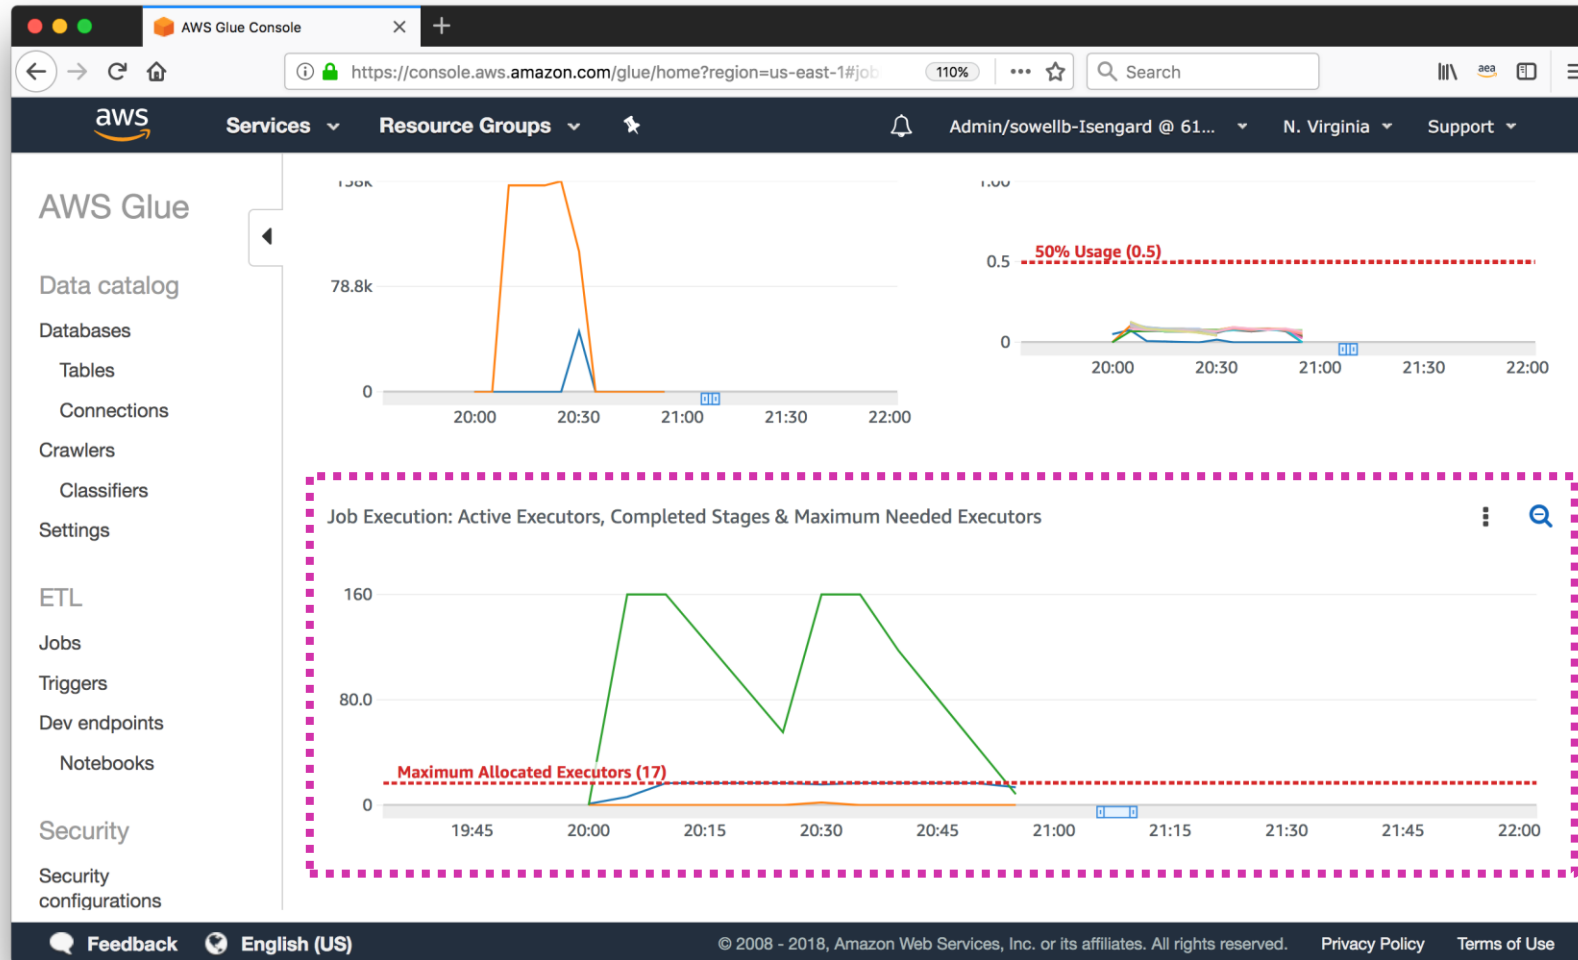 AWS Glue Console
https://console.aws.amazon.com/glue/home?region=us-east-1#job
110%
Search
aea
aws
Services
Resource Groups
Admin/sowellb-Isengard @ 61...
N. Virginia
Support
AWS Glue
Data catalog
Databases
Tables
Connections
Crawlers
Classifiers
Settings
ETL
Jobs
Triggers
Dev endpoints
Notebooks
Security
Security
configurations
78.8k
0
20:00 20:30 21:00 21:30 22:00
1.00
50% Usage (0.5)
0.5
0
20:00 20:30 21:00 21:30 22:00
Job Execution: Active Executors, Completed Stages & Maximum Needed Executors
160
80.0
Maximum Allocated Executors (17)
0
19:45 20:00 20:15 20:30 20:45 21:00 21:15 21:30 21:45 22:00
Feedback
English (US)
© 2008 - 2018, Amazon Web Services, Inc. or its affiliates. All rights reserved.
Privacy Policy
Terms of Use